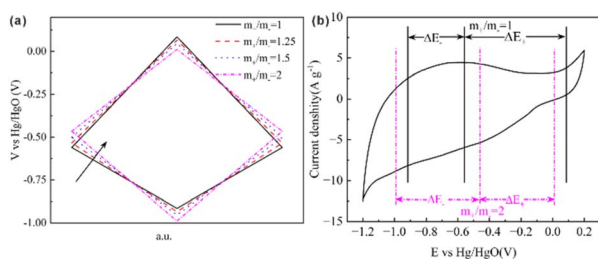 (a)
m₊/m₋=1
m₊/m₋=1.25
m₊/m₋=1.5
m₊/m₋=2
V vs Hg/HgO (V)
0.00
-0.25
-0.50
-0.75
-1.00
a.u.
(b)
m₊/m₋=1
ΔE₋
ΔE₊
Current denshity(A g⁻¹)
10
5
0
-5
-10
-15
ΔE₋
ΔE₊
m₊/m₋=2
−1.2 −1.0 −0.8 −0.6 −0.4 −0.2 0.0 0.2
E vs Hg/HgO(V)